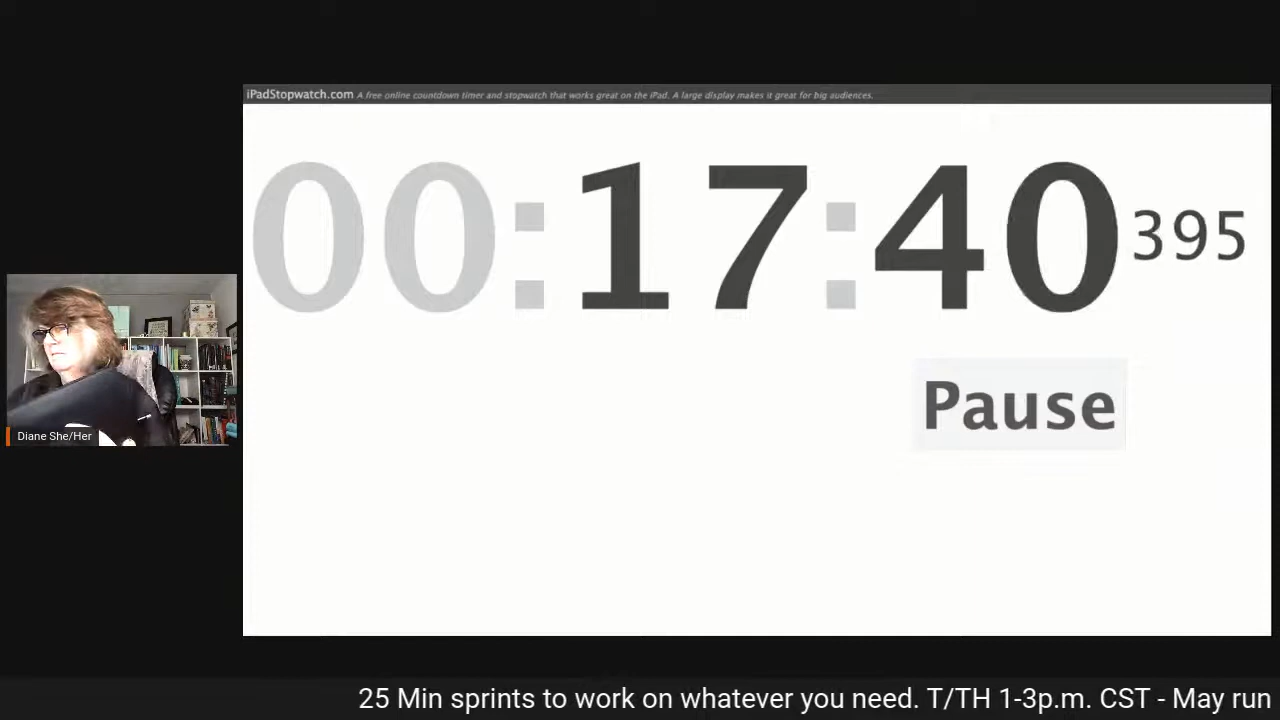 iPadStopwatch.com A free online countdown timer and stopwatch that works great on the iPad. A large display makes it great for big audiences.
00:17:40 395
Pause
Diane She/Her
25 Min sprints to work on whatever you need. T/TH 1-3p.m. CST - May run